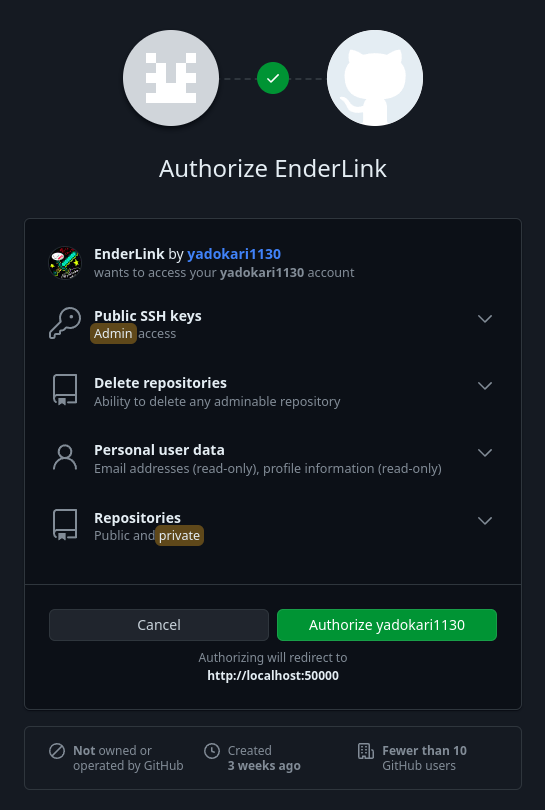 Authorize EnderLink
EnderLink by yadokari1130
wants to access your yadokari1130 account
Public SSH keys
Admin access
Delete repositories
Ability to delete any adminable repository
Personal user data
Email addresses (read-only), profile information (read-only)
Repositories
Public and private
Cancel
Authorize yadokari1130
Authorizing will redirect to
http://localhost:50000
Not owned or
operated by GitHub
Created
3 weeks ago
Fewer than 10
GitHub users